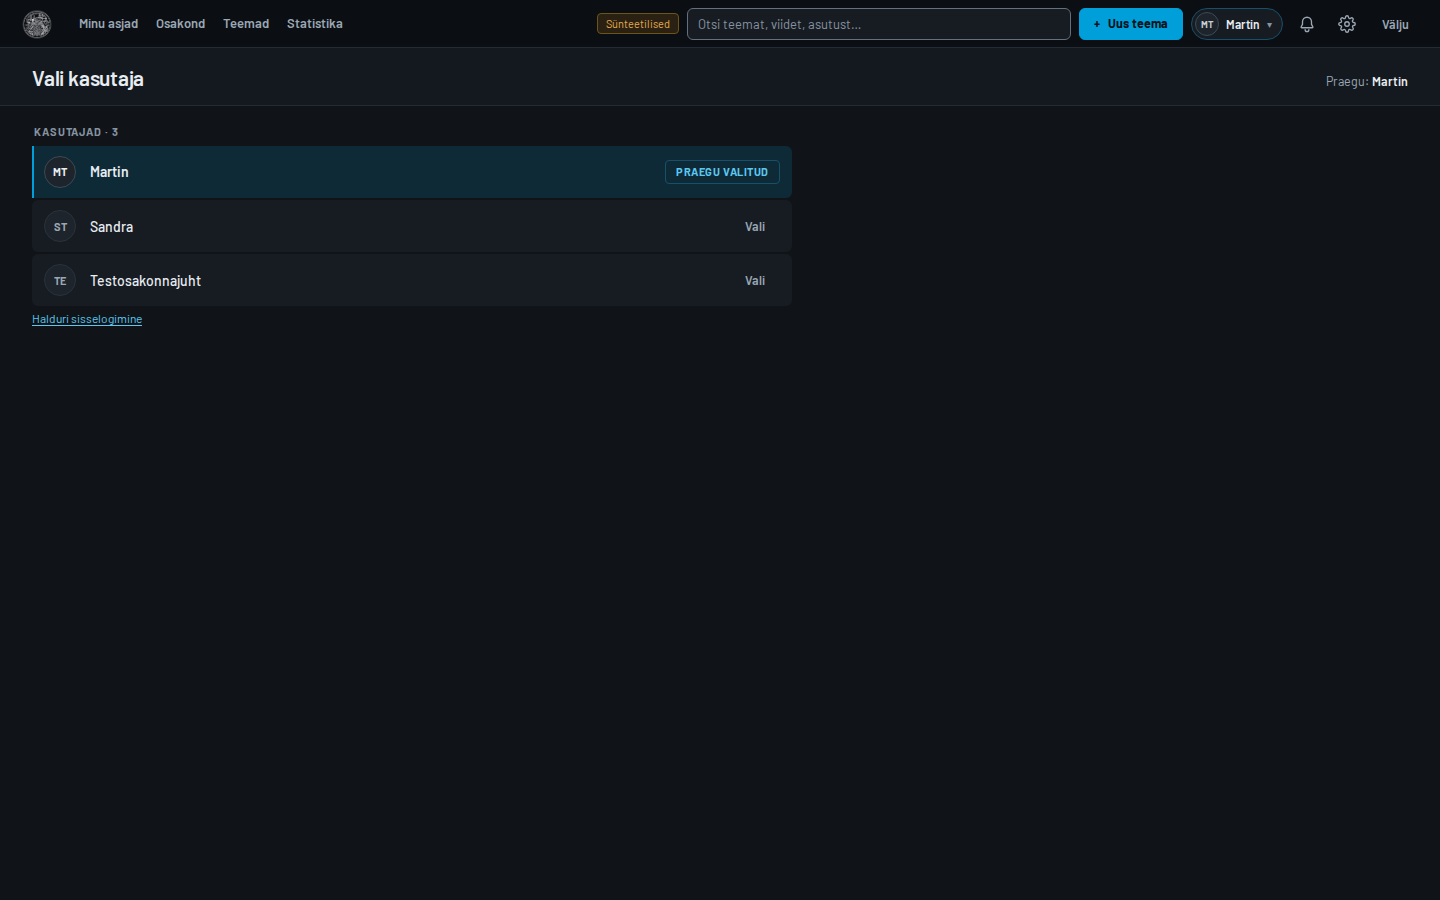 Minu asjad Osakond Teemad Statistika Sünteetilised Otsi teemat, viidet, asutust... + Uus teema MT Martin ▾ Välju
Vali kasutaja Praegu: Martin
KASUTAJAD · 3
MT Martin PRAEGU VALITUD
ST Sandra Vali
TE Testosakonnajuht Vali
Halduri sisselogimine